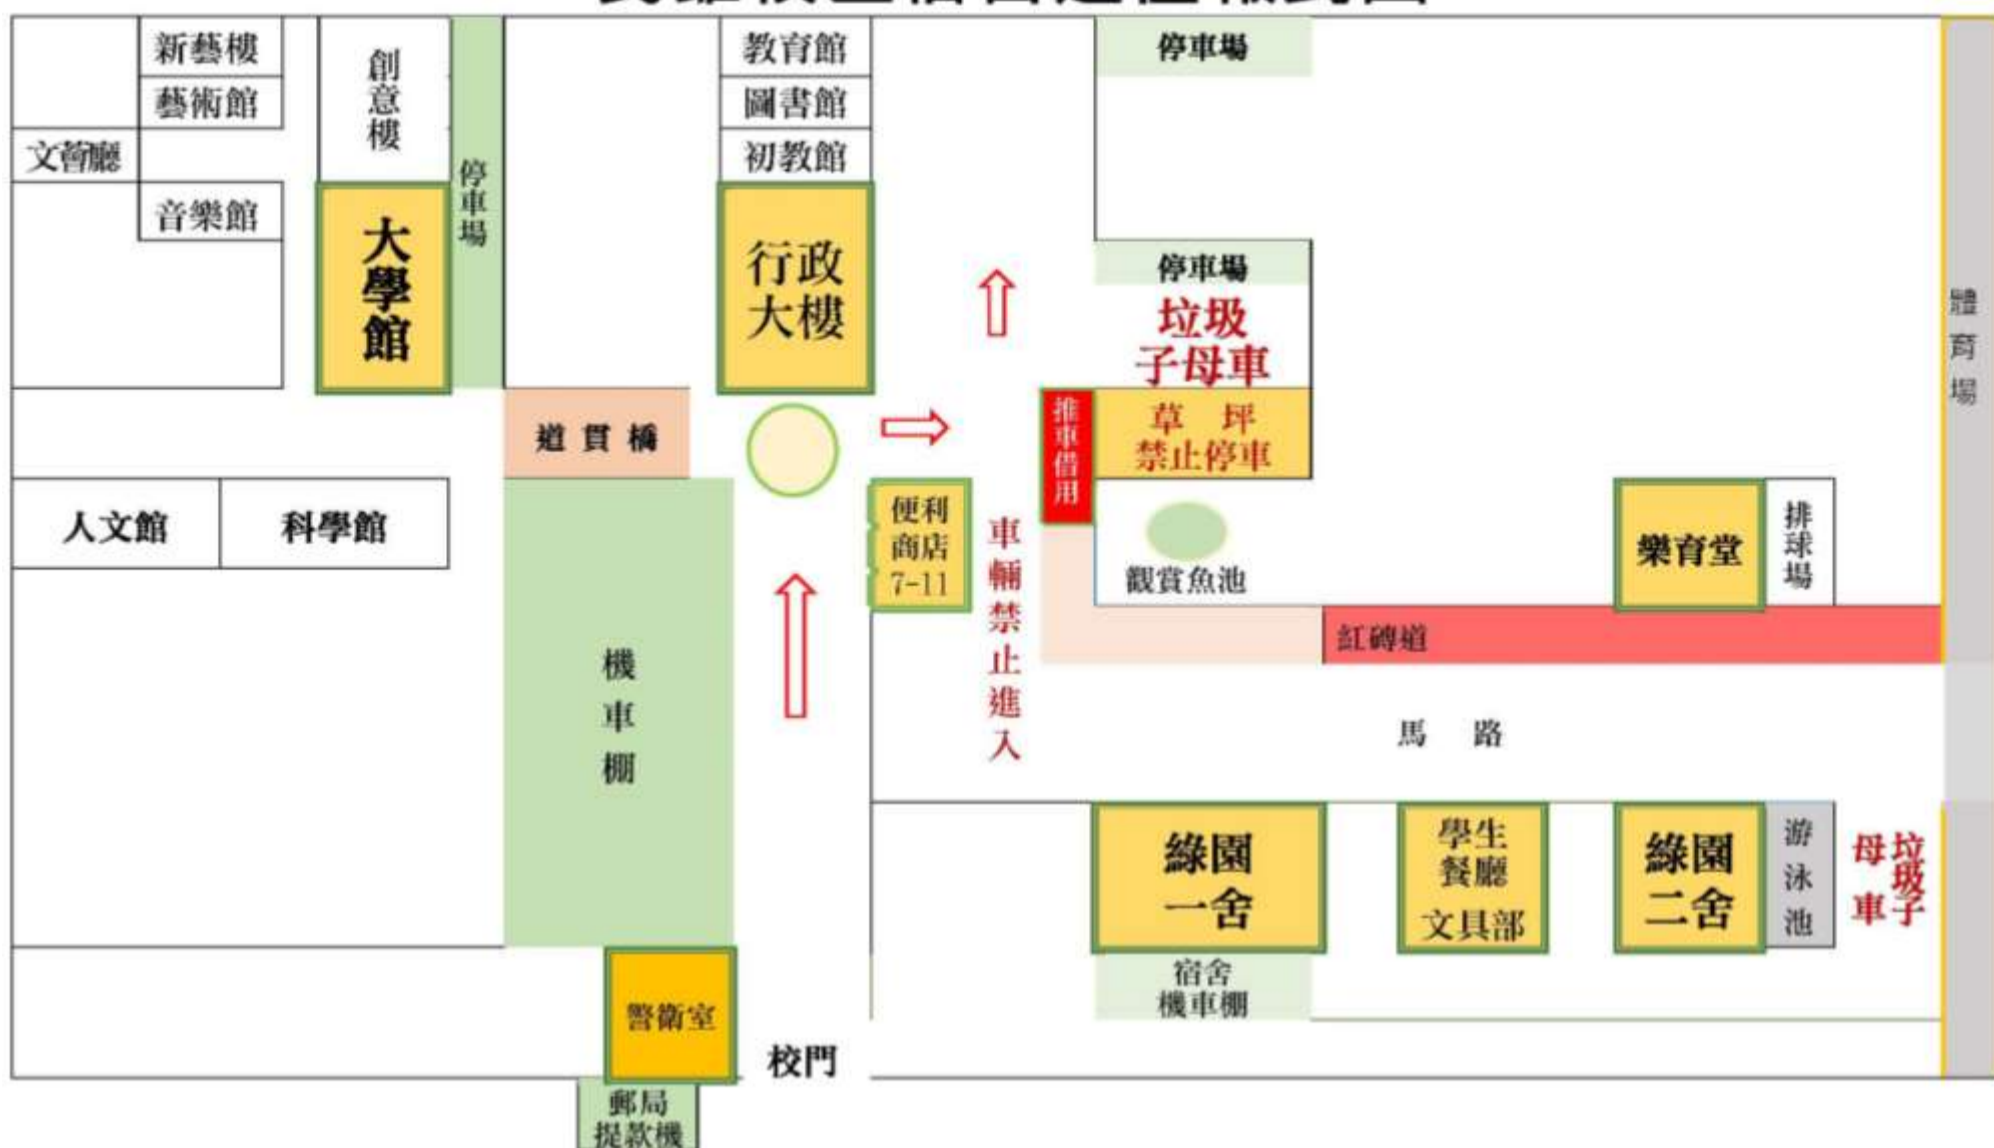 新藝樓
藝術館
文薈廳
音樂館
創意樓
大學館
停車場
教育館
圖書館
初教館
行政
大樓
停車場
停車場
垃圾
子母車
草 坪
禁止停車
推車借用
體育場
道貫橋
人文館
科學館
便利
商店
7-11
車輛禁止進入
觀賞魚池
樂育堂
排球場
紅磚道
機車棚
馬 路
綠園
一舍
學生
餐廳
文具部
綠園
二舍
游泳池
垃圾子
母車
宿舍
機車棚
警衛室
校門
郵局
提款機